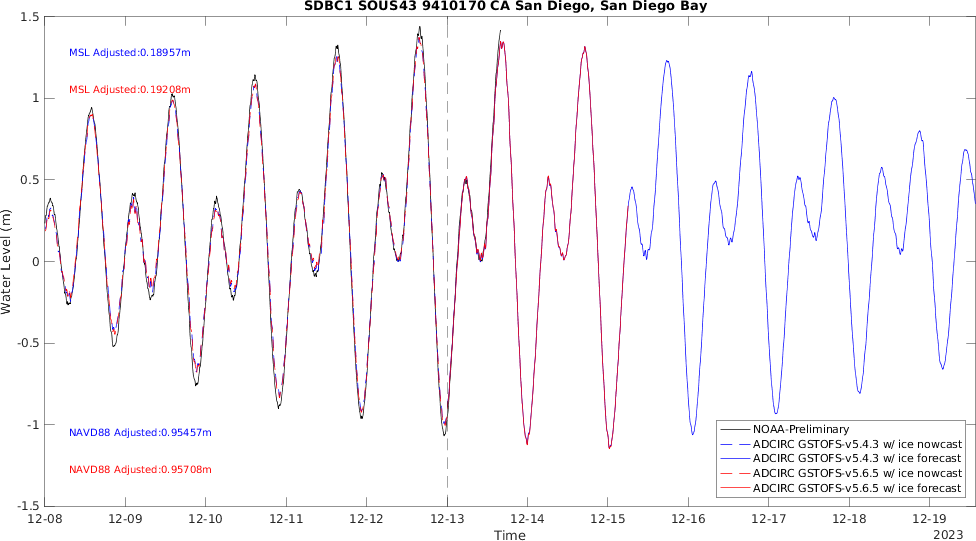 SDBC1 SOUS43 9410170 CA San Diego, San Diego Bay
1.5
MSL Adjusted:0.18957m
MSL Adjusted:0.19208m
1
0.5
0
-0.5
-1
-1.5
Water Level (m)
NAVD88 Adjusted:0.95457m
NAVD88 Adjusted:0.95708m
NOAA-Preliminary
ADCIRC GSTOFS-v5.4.3 w/ ice nowcast
ADCIRC GSTOFS-v5.4.3 w/ ice forecast
ADCIRC GSTOFS-v5.6.5 w/ ice nowcast
ADCIRC GSTOFS-v5.6.5 w/ ice forecast
12-08 12-09 12-10 12-11 12-12 12-13 12-14 12-15 12-16 12-17 12-18 12-19
Time
2023